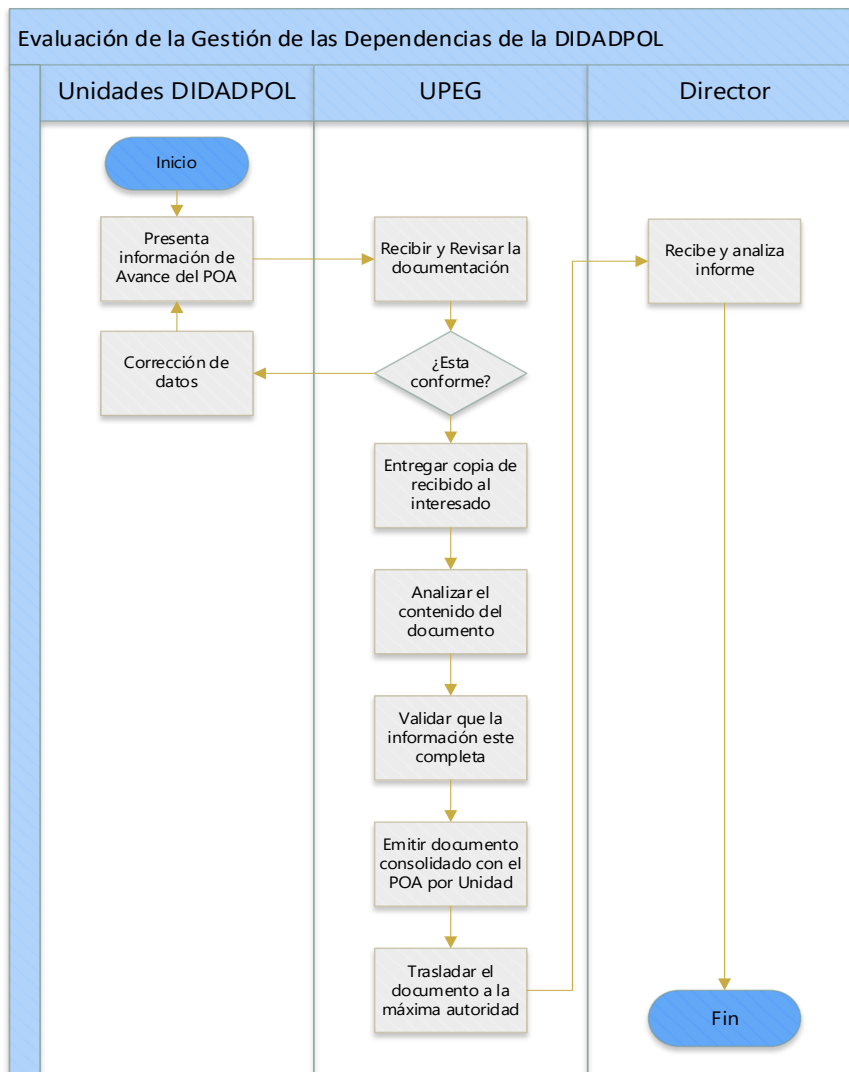 Evaluación de la Gestión de las Dependencias de la DIDADPOL
Unidades DIDADPOL
UPEG
Director
Inicio
Presenta
información de
Avance del POA
Recibir y Revisar la
documentación
Recibe y analiza
informe
Corrección de
datos
¿Esta
conforme?
Entregar copia de
recibido al
interesado
Analizar el
contenido del
documento
Validar que la
información este
completa
Emitir documento
consolidado con el
POA por Unidad
Trasladar el
documento a la
máxima autoridad
Fin